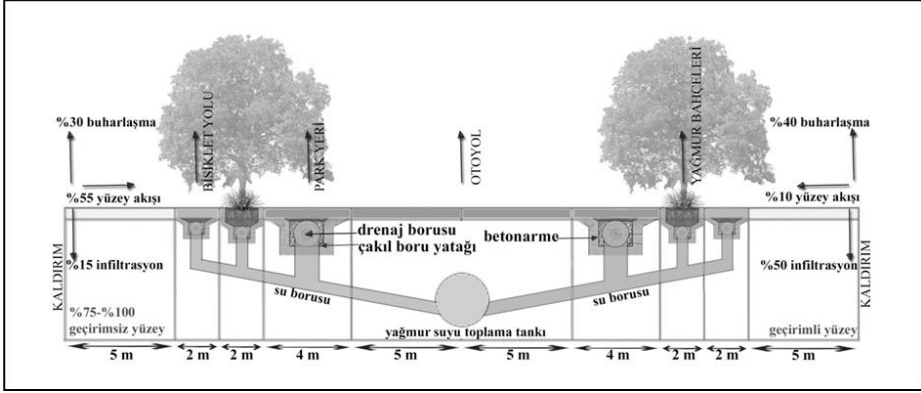 %30 buharlaşma
BİSİKLET YOLU
PARK YERİ
OTOYOL
YAĞMUR BAHÇELERİ
%40 buharlaşma
%55 yüzey akışı
%10 yüzey akışı
drenaj borusu
çakıl boru yatağı
betonarme
KALDIRIM
%15 infiltrasyon
%50 infiltrasyon
KALDIRIM
su borusu
su borusu
%75-%100
geçirimsiz yüzey
yağmur suyu toplama tankı
geçirimli yüzey
5 m
2 m
2 m
4 m
5 m
5 m
4 m
2 m
2 m
5 m